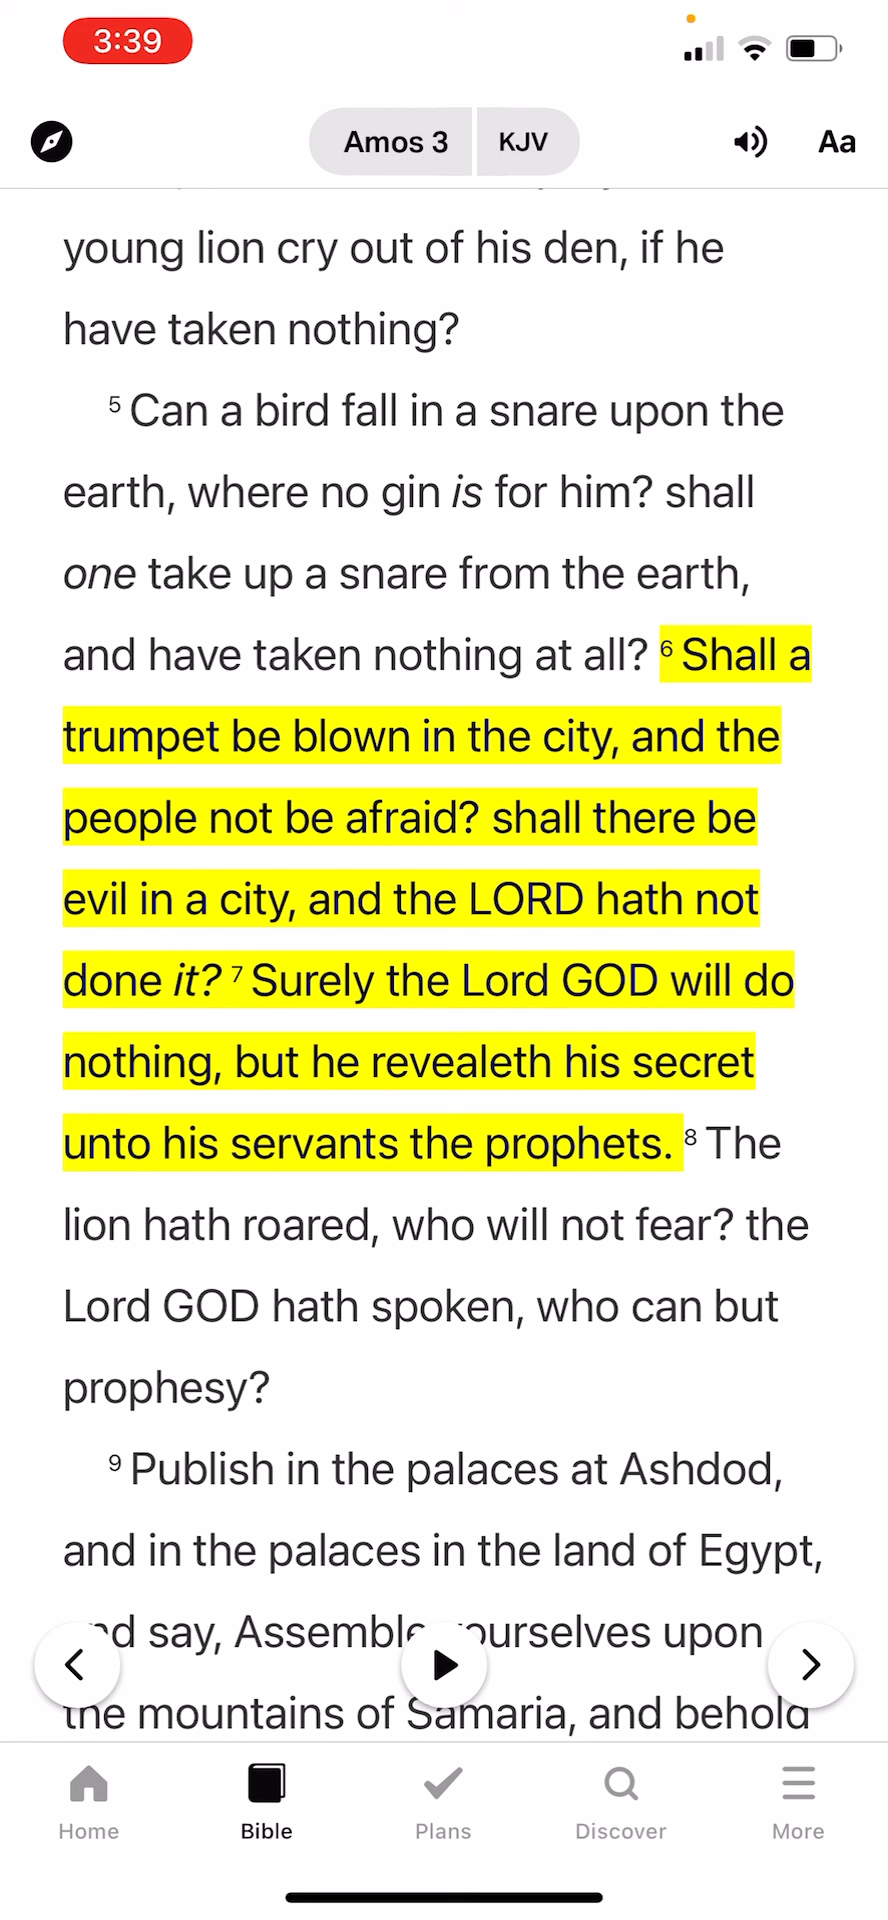 3:39
Amos 3 KJV Aa
young lion cry out of his den, if he
have taken nothing?
5 Can a bird fall in a snare upon the
earth, where no gin is for him? shall
one take up a snare from the earth,
and have taken nothing at all? 6 Shall a
trumpet be blown in the city, and the
people not be afraid? shall there be
evil in a city, and the LORD hath not
done it? 7 Surely the Lord GOD will do
nothing, but he revealeth his secret
unto his servants the prophets. 8 The
lion hath roared, who will not fear? the
Lord GOD hath spoken, who can but
prophesy?
9 Publish in the palaces at Ashdod,
and in the palaces in the land of Egypt,
and say, Assemble yourselves upon
the mountains of Samaria, and behold
Home Bible Plans Discover More